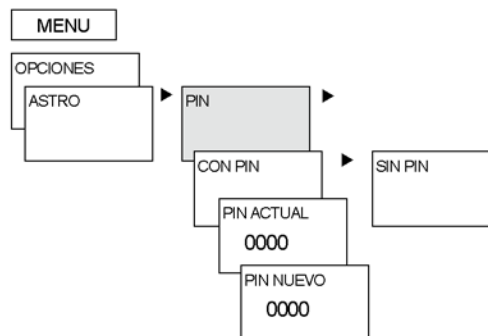 MENU
OPCIONES
ASTRO
PIN
CON PIN
SIN PIN
PIN ACTUAL
0000
PIN NUEVO
0000